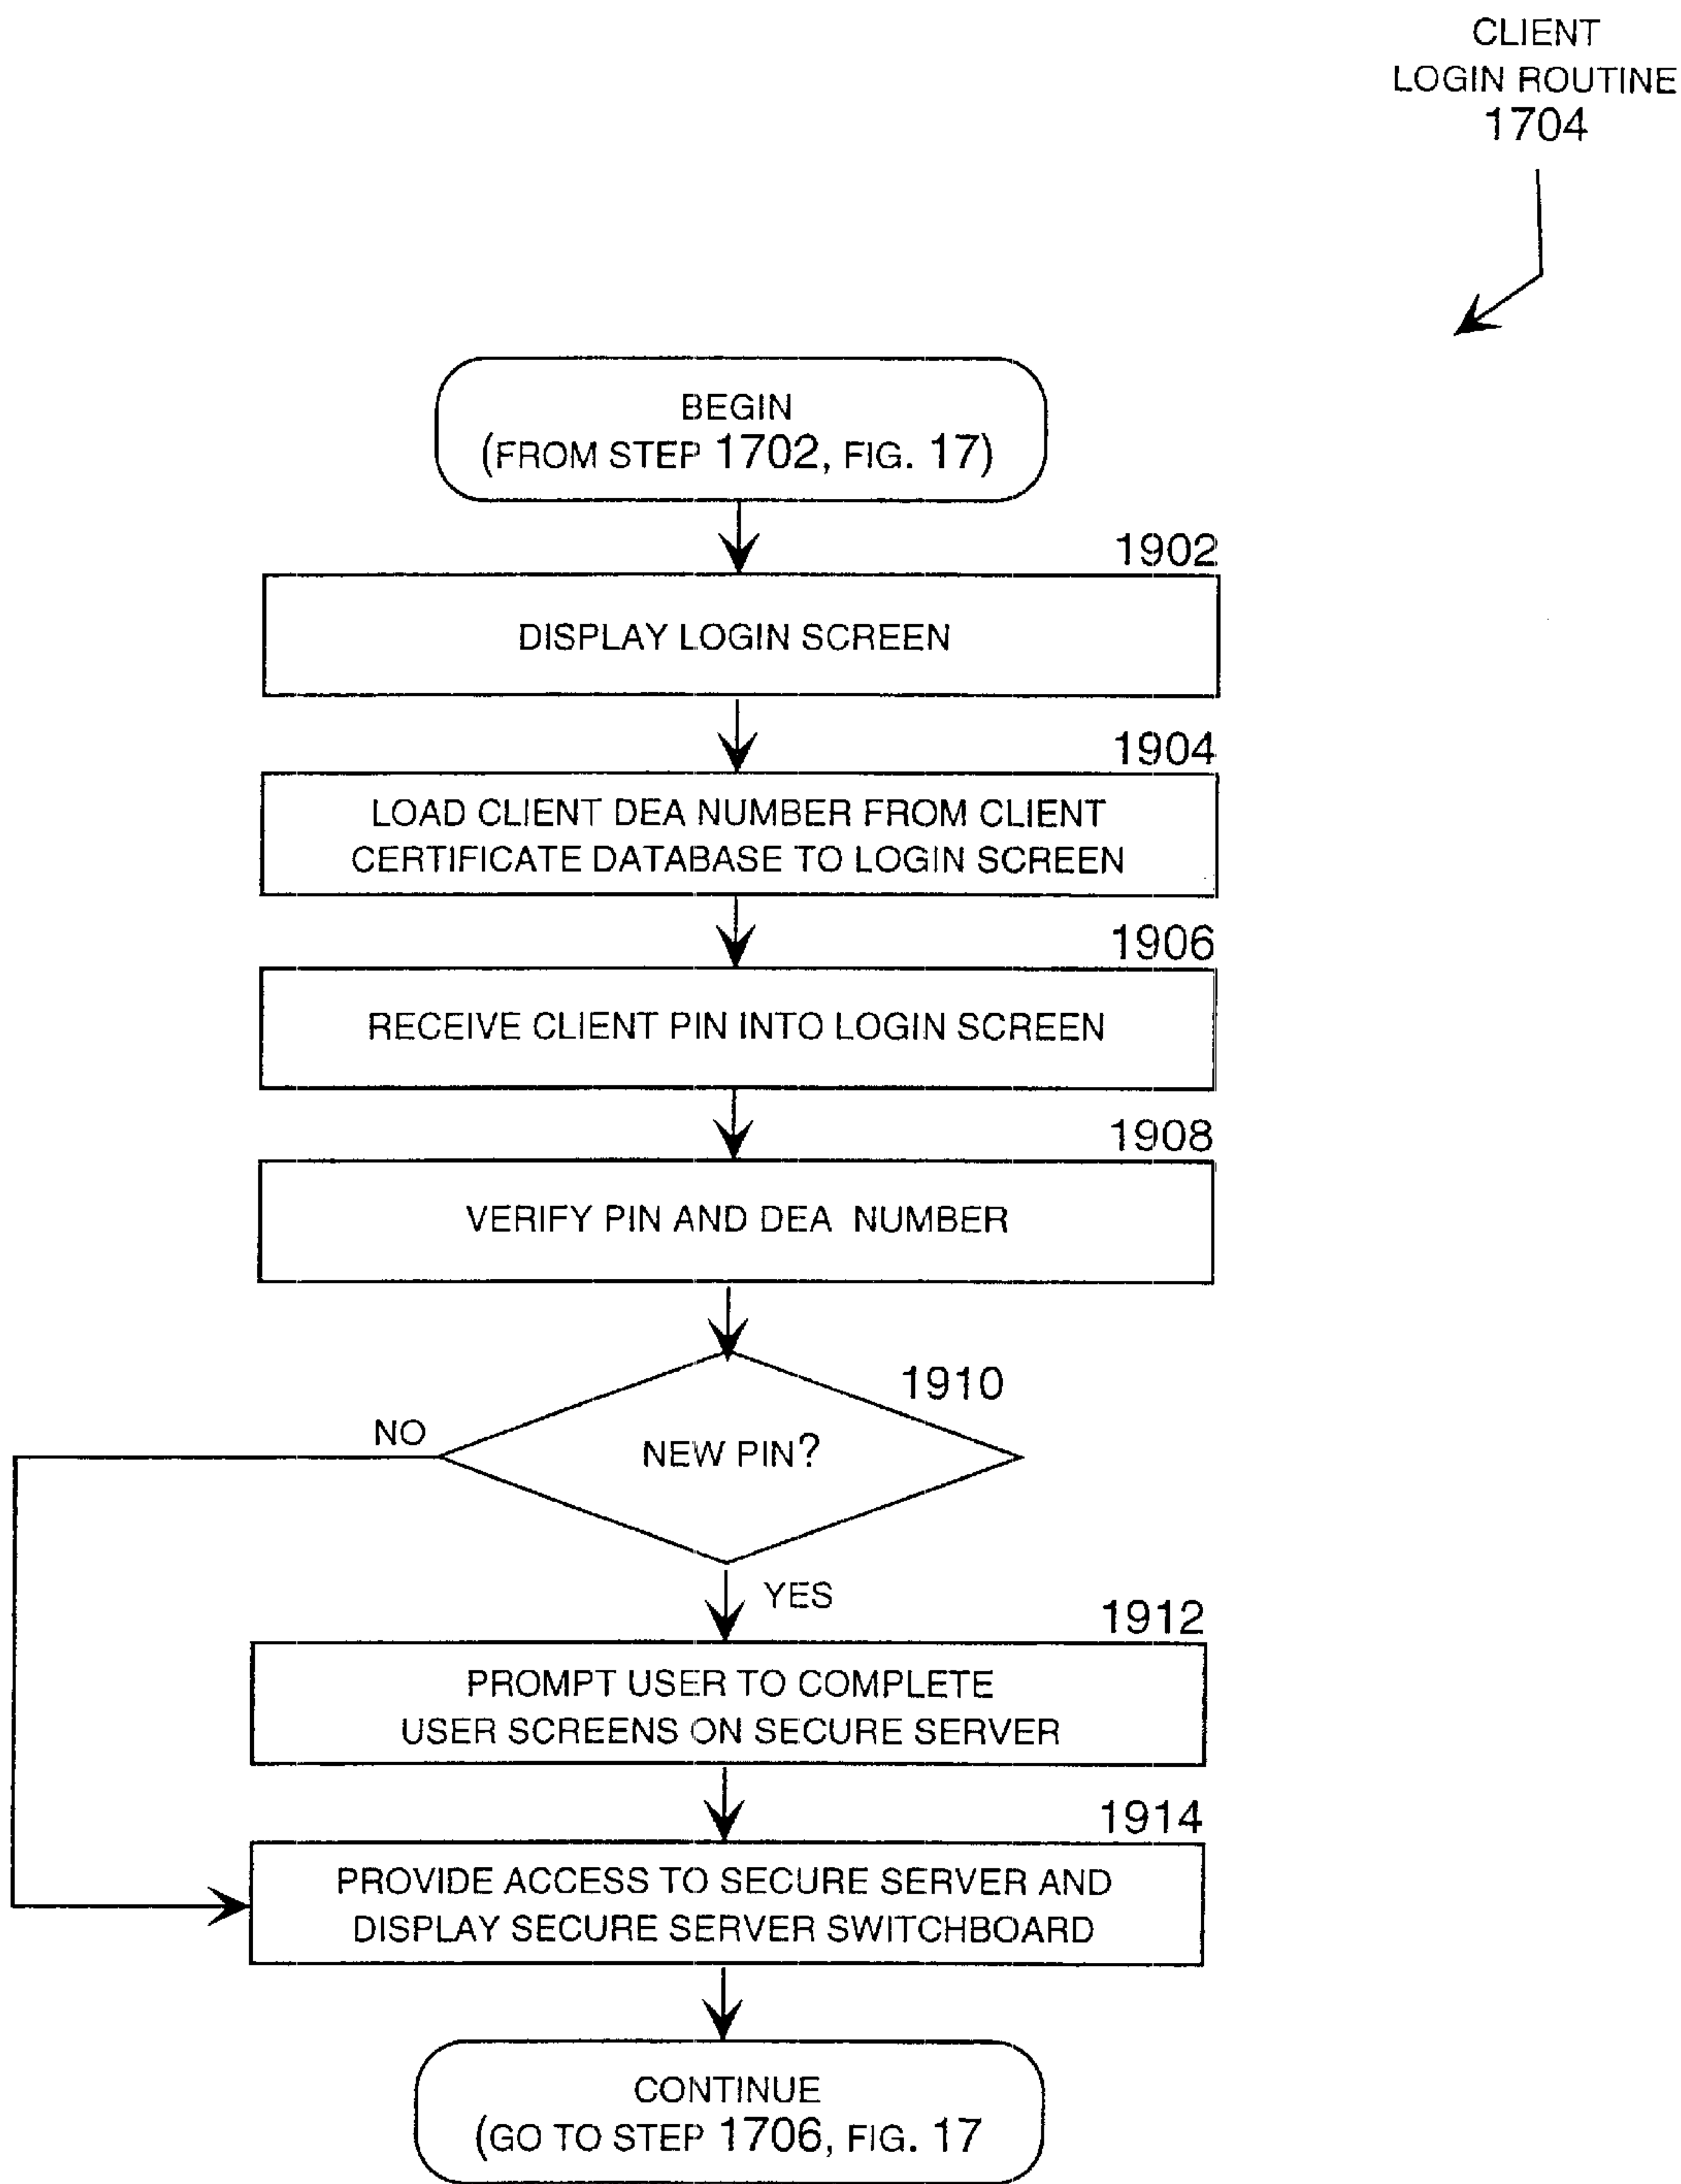 CLIENT
LOGIN ROUTINE
1704
BEGIN
(FROM STEP 1702, FIG. 17)
1902
DISPLAY LOGIN SCREEN
1904
LOAD CLIENT DEA NUMBER FROM CLIENT
CERTIFICATE DATABASE TO LOGIN SCREEN
1906
RECEIVE CLIENT PIN INTO LOGIN SCREEN
1908
VERIFY PIN AND DEA NUMBER
1910
NO
NEW PIN?
YES
1912
PROMPT USER TO COMPLETE
USER SCREENS ON SECURE SERVER
1914
PROVIDE ACCESS TO SECURE SERVER AND
DISPLAY SECURE SERVER SWITCHBOARD
CONTINUE
(GO TO STEP 1706, FIG. 17